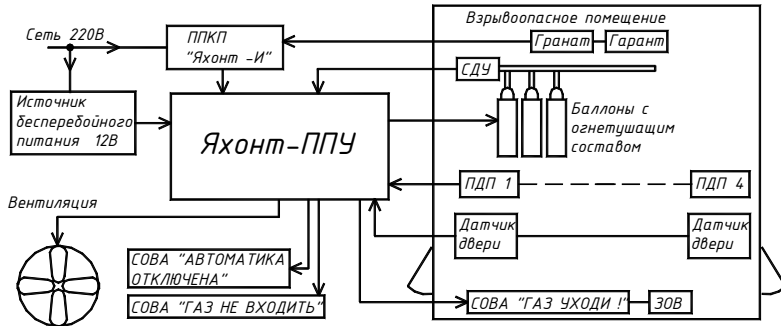 Взрывоопасное помещение
Сеть 220В
ППКП
"Яхонт -И"
Гранат
Гарант
СДУ
Источник
бесперебойного
питания 12В
Яхонт-ППУ
Баллоны с
огнетушащим
составом
ПДП 1
ПДП 4
Вентиляция
Датчик
двери
Датчик
двери
СОВА "АВТОМАТИКА
ОТКЛЮЧЕНА"
СОВА "ГАЗ НЕ ВХОДИТЬ"
СОВА "ГАЗ УХОДИ !"
ЗОВ